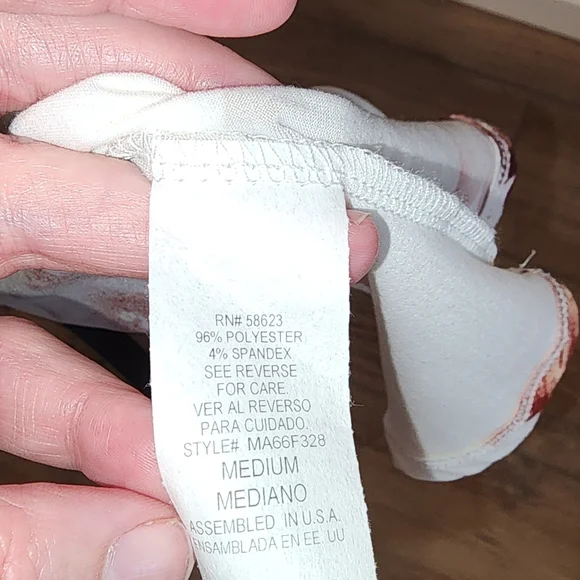 RN# 58623
96% POLYESTER
4% SPANDEX
SEE REVERSE
FOR CARE.
VER AL REVERSO
PARA CUIDADO.
STYLE# MA66F328
MEDIUM
MEDIANO
ASSEMBLED IN U.S.A.
ENSAMBLADA EN EE. UU